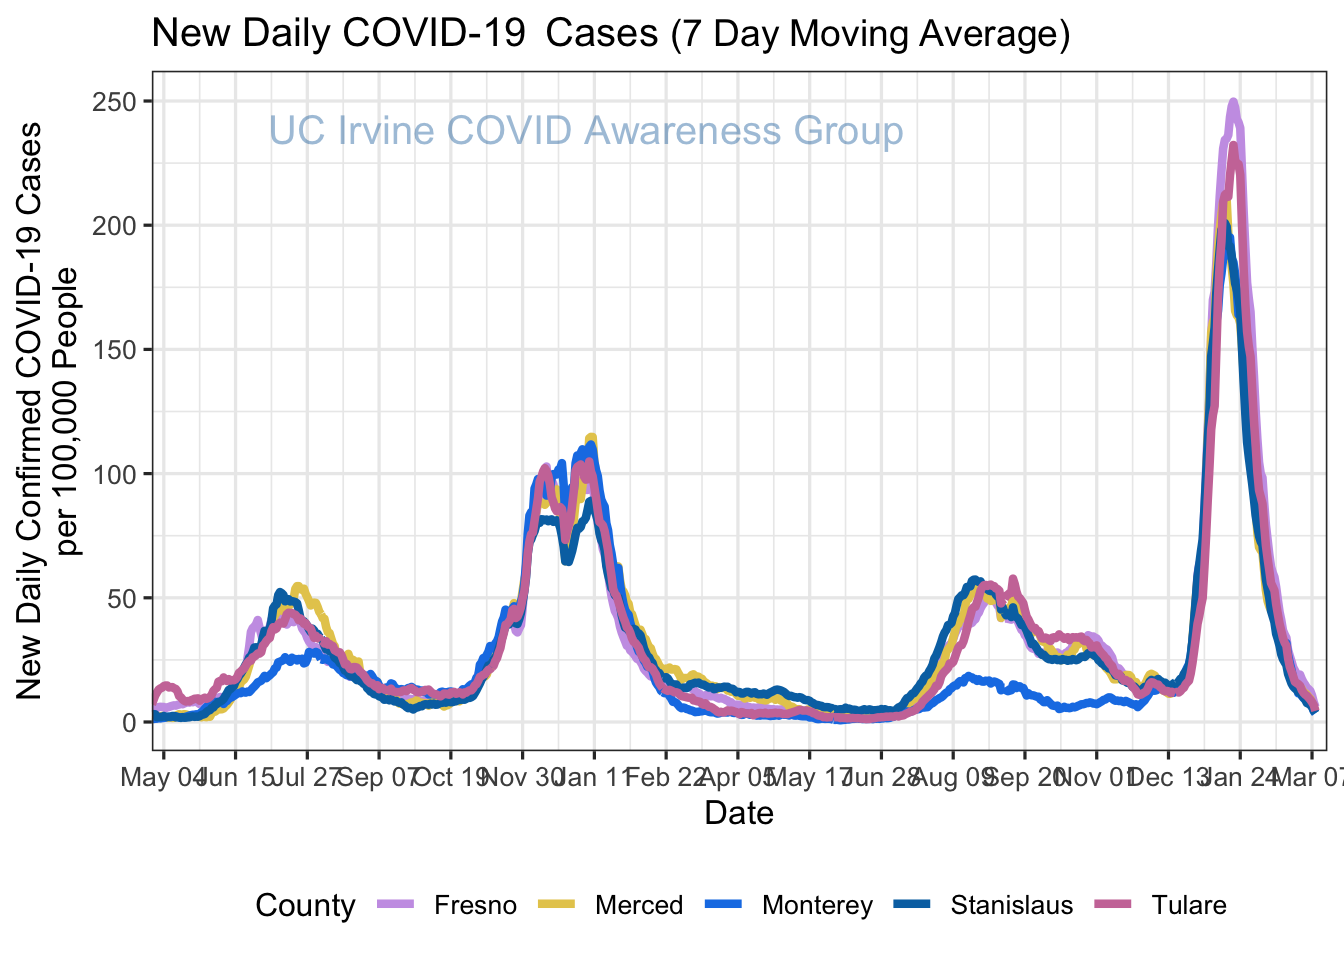 New Daily COVID-19  Cases (7 Day Moving Average)
UC Irvine COVID Awareness Group
New Daily Confirmed COVID-19 Cases
per 100,000 People
250
200
150
100
50
0
May 04 Jun 15 Jul 27 Sep 07 Oct 19 Nov 30 Jan 11 Feb 22 Apr 05 May 17 Jun 28 Aug 09 Sep 20 Nov 01 Dec 13 Jan 24 Mar 07
Date
County Fresno Merced Monterey Stanislaus Tulare